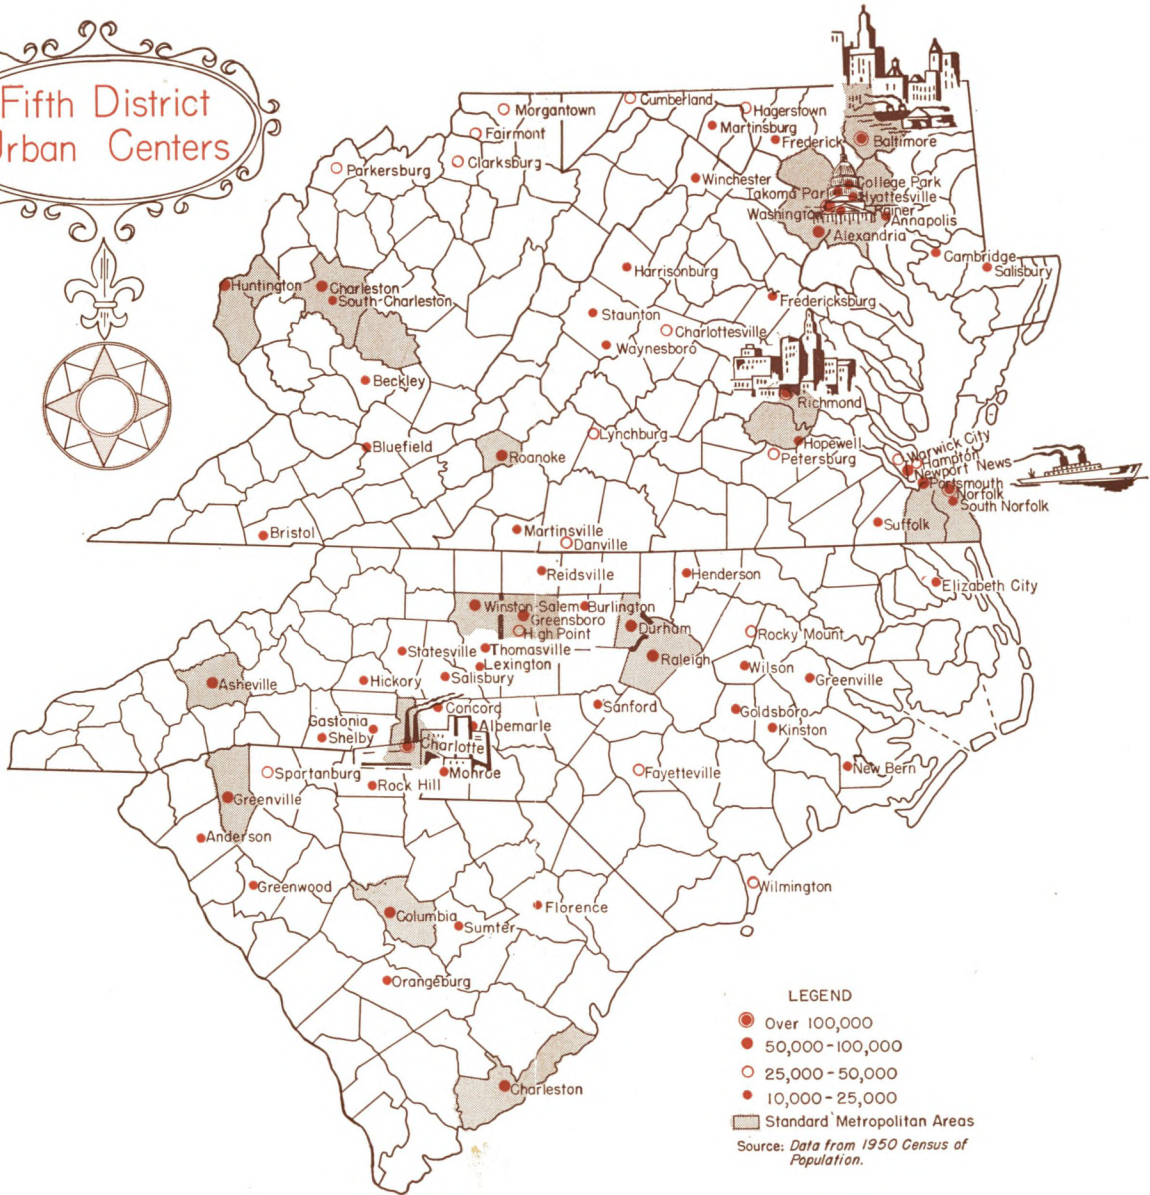 Fifth District
Urban Centers
Morgantown
Cumberland
Hagerstown
Fairmont
Martinsburg
Frederick
Baltimore
Clarksburg
Parkersburg
Winchester
College Park
Takoma Park
Hyattesville
Washington
Rainer
Annapolis
Alexandria
Cambridge
Salisbury
Harrisonburg
Huntington
Charleston
South Charleston
Fredericksburg
Staunton
Charlottesville
Waynesboro
Beckley
Richmond
Lynchburg
Hopewell
Bluefield
Roanoke
Petersburg
Warwick City
Hampton
Newport News
Portsmouth
Norfolk
South Norfolk
Suffolk
Bristol
Martinsville
Danville
Reidsville
Henderson
Elizabeth City
Winston-Salem
Burlington
Greensboro
High Point
Durham
Rocky Mount
Statesville
Thomasville
Lexington
Raleigh
Wilson
Asheville
Hickory
Salisbury
Greenville
Concord
Sanford
Goldsboro
Gastonia
Albemarle
Kinston
Shelby
Charlotte
Spartanburg
Monroe
Fayetteville
New Bern
Rock Hill
Greenville
Anderson
Greenwood
Wilmington
Columbia
Florence
Sumter
Orangeburg
Charleston
LEGEND
Over 100,000
50,000-100,000
25,000-50,000
10,000-25,000
Standard Metropolitan Areas
Source: Data from 1950 Census of
Population.